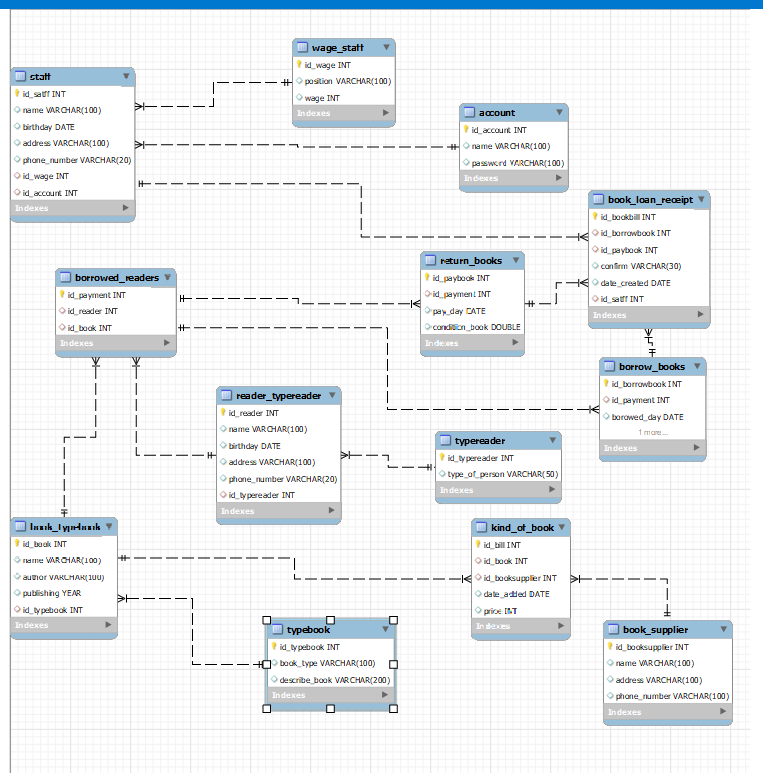 wage_staff
id_wage INT
position VARCHAR(100)
wage INT
Indexes
staff
id_satff INT
name VARCHAR(100)
birthday DATE
address VARCHAR(100)
phone_number VARCHAR(20)
id_wage INT
id_account INT
Indexes
account
id_account INT
name VARCHAR(100)
password VARCHAR(100)
Indexes
book_loan_receipt
id_bookbill INT
id_borrowbook INT
id_paybook INT
confirm VARCHAR(30)
date_created DATE
id_satff INT
Indexes
return_books
id_paybook INT
id_payment INT
pay_day DATE
condition_book DOUBLE
Indexes
borrowed_readers
id_payment INT
id_reader INT
id_book INT
Indexes
borrow_books
id_borrowbook INT
id_payment INT
borowed_day DATE
1 more...
Indexes
reader_typereader
id_reader INT
name VARCHAR(100)
birthday DATE
address VARCHAR(100)
phone_number VARCHAR(20)
id_typereader INT
Indexes
typereader
id_typereader INT
type_of_person VARCHAR(50)
Indexes
book_typebook
id_book INT
name VARCHAR(100)
author VARCHAR(100)
publishing YEAR
id_typebook INT
Indexes
kind_of_book
id_bill INT
id_book INT
id_booksupplier INT
date_added DATE
price INT
Indexes
typebook
id_typebook INT
book_type VARCHAR(100)
describe_book VARCHAR(200)
Indexes
book_supplier
id_booksupplier INT
name VARCHAR(100)
address VARCHAR(100)
phone_number VARCHAR(100)
Indexes